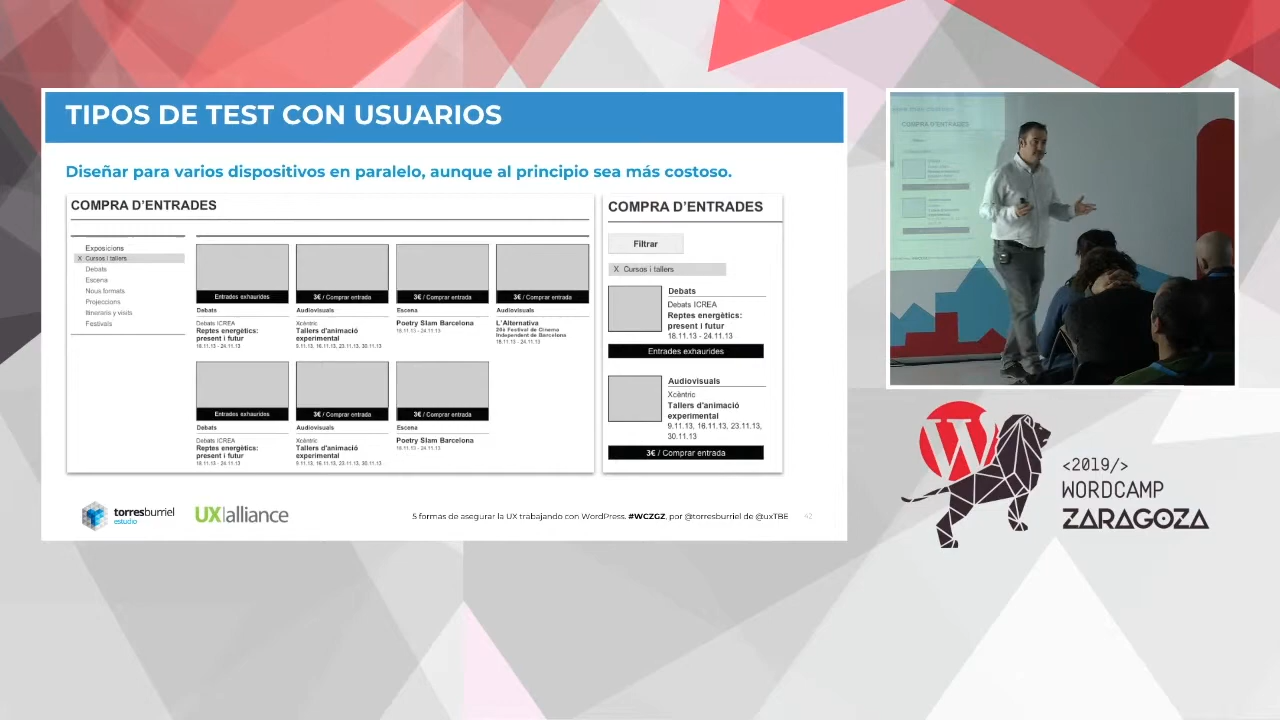 TIPOS DE TEST CON USUARIOS
Diseñar para varios dispositivos en paralelo, aunque al principio sea más costoso.
COMPRA D'ENTRADES
Exposicions
X Cursos i tallers
Debats
Escena
Nous formats
Projeccions
Itineraris y visits
Festivals
Entrades exhaurides
3€ / Comprar entrada
3€ / Comprar entrada
3€ / Comprar entrada
Debats
Audiovisuals
Escena
Audiovisuals
Debats ICREA
Reptes energètics:
present i futur
18.11.13 - 24.11.13
Xcèntric
Tallers d'animació
experimental
9.11.13, 16.11.13, 23.11.13, 30.11.13
Poetry Slam Barcelona
18.11.13 - 24.11.13
L'Alternativa
20è Festival de Cinema
Independent de Barcelona
18.11.13 - 24.11.13
Entrades exhaurides
3€ / Comprar entrada
3€ / Comprar entrada
Debats
Audiovisuals
Escena
Debats ICREA
Reptes energètics:
present i futur
18.11.13 - 24.11.13
Xcèntric
Tallers d'animació
experimental
9.11.13, 16.11.13, 23.11.13, 30.11.13
Poetry Slam Barcelona
18.11.13 - 24.11.13
COMPRA D'ENTRADES
Filtrar
X Cursos i tallers
Debats
Debats ICREA
Reptes energètics:
present i futur
18.11.13 - 24.11.13
Entrades exhaurides
Audiovisuals
Xcèntric
Tallers d'animació
experimental
9.11.13, 16.11.13, 23.11.13,
30.11.13
3€ / Comprar entrada
torresburriel
estudio
UX|alliance
5 formas de asegurar la UX trabajando con WordPress. #WCZGZ, por @torresburriel de @uxTBE
42
COMPRA D'ENTRADES
W
<2019/>
WORDCAMP
ZARAGOZA